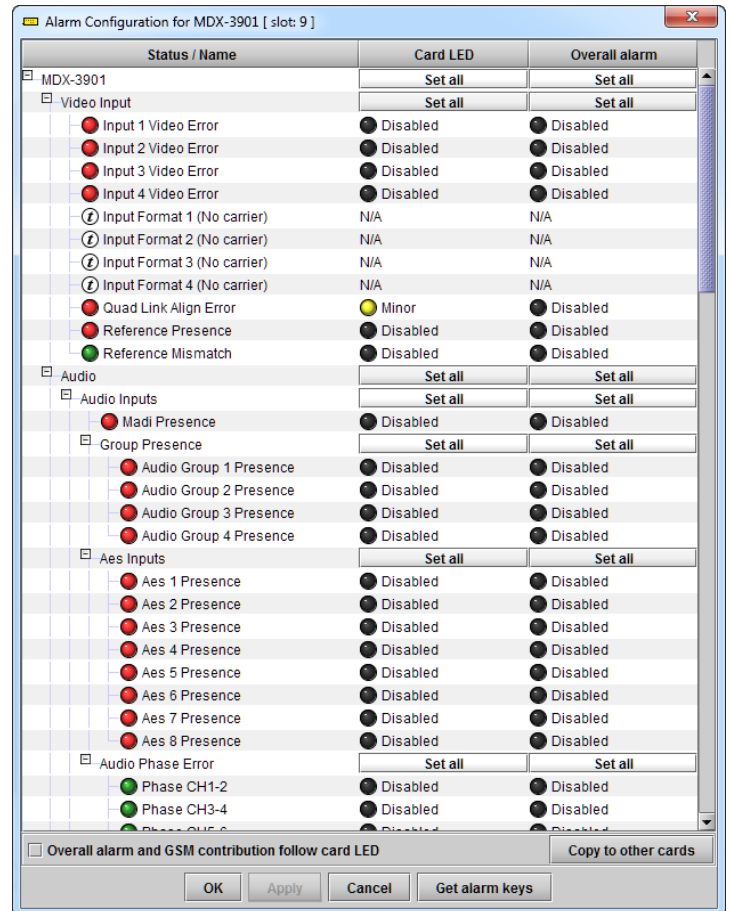 Alarm Configuration for MDX-3901 [ slot: 9 ]
Status / Name Card LED Overall alarm
MDX-3901 Set all Set all
Video Input Set all Set all
Input 1 Video Error Disabled Disabled
Input 2 Video Error Disabled Disabled
Input 3 Video Error Disabled Disabled
Input 4 Video Error Disabled Disabled
Input Format 1 (No carrier) N/A N/A
Input Format 2 (No carrier) N/A N/A
Input Format 3 (No carrier) N/A N/A
Input Format 4 (No carrier) N/A N/A
Quad Link Align Error Minor Disabled
Reference Presence Disabled Disabled
Reference Mismatch Disabled Disabled
Audio Set all Set all
Audio Inputs Set all Set all
Madi Presence Disabled Disabled
Group Presence Set all Set all
Audio Group 1 Presence Disabled Disabled
Audio Group 2 Presence Disabled Disabled
Audio Group 3 Presence Disabled Disabled
Audio Group 4 Presence Disabled Disabled
Aes Inputs Set all Set all
Aes 1 Presence Disabled Disabled
Aes 2 Presence Disabled Disabled
Aes 3 Presence Disabled Disabled
Aes 4 Presence Disabled Disabled
Aes 5 Presence Disabled Disabled
Aes 6 Presence Disabled Disabled
Aes 7 Presence Disabled Disabled
Aes 8 Presence Disabled Disabled
Audio Phase Error Set all Set all
Phase CH1-2 Disabled Disabled
Phase CH3-4 Disabled Disabled
Phase CH5-6 Disabled Disabled
Overall alarm and GSM contribution follow card LED Copy to other cards
OK Apply Cancel Get alarm keys